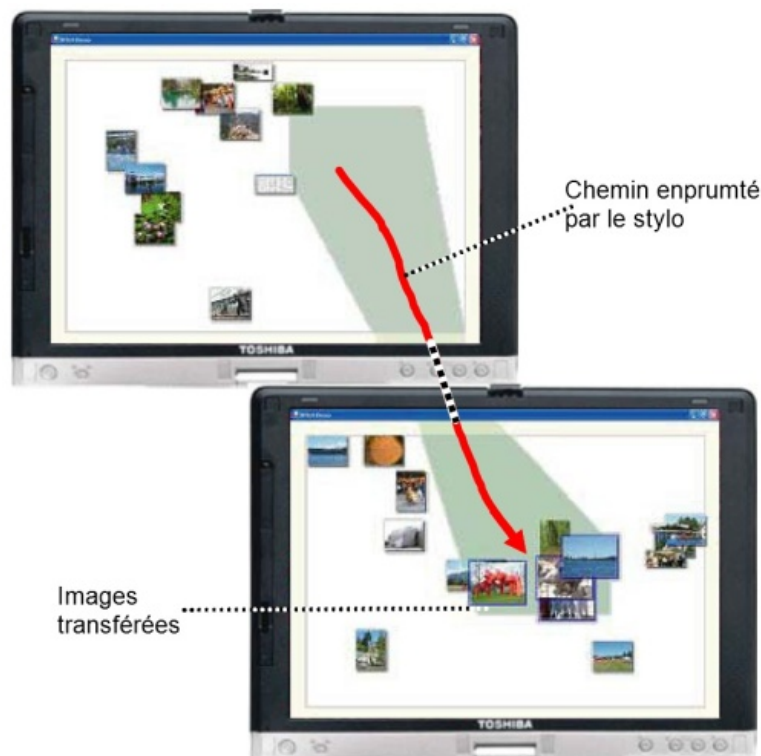 Chemin enprumté
par le stylo
TOSHIBA
Images
transférées
TOSHIBA